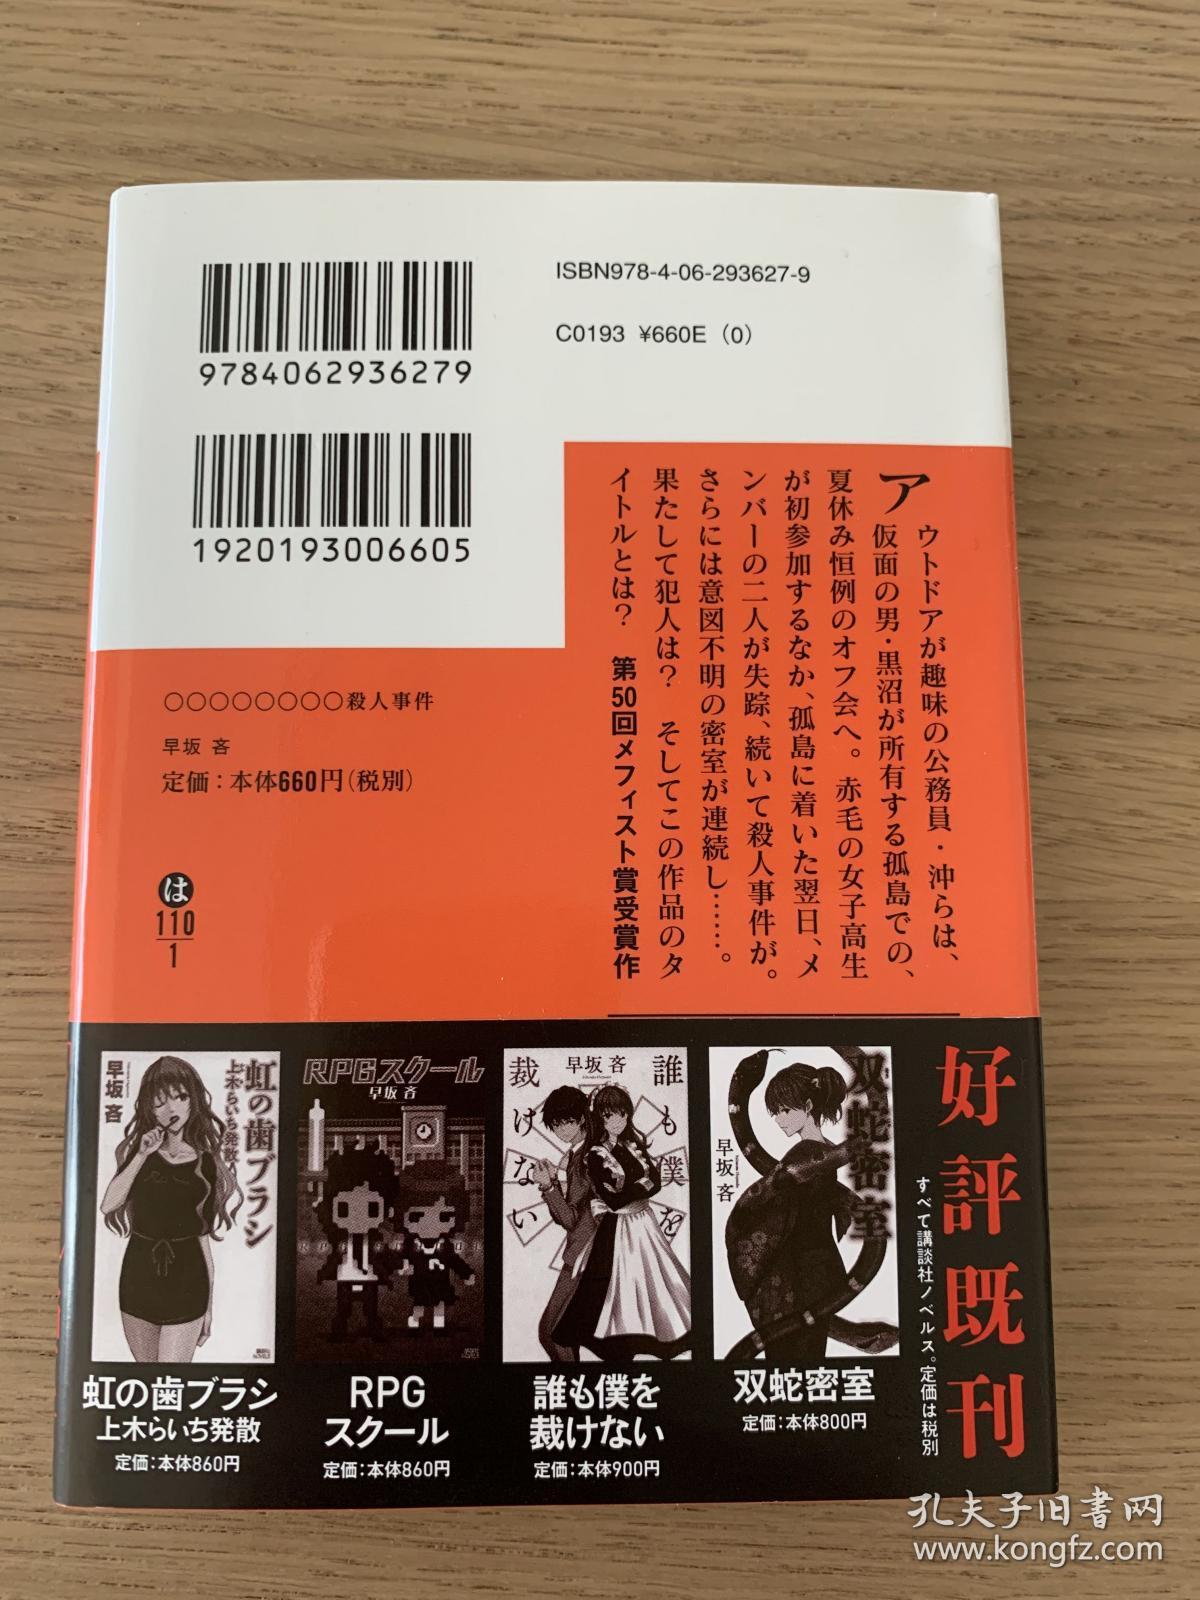 ISBN978-4-06-293627-9
C0193 ¥660E (0)
9784062936279
1920193006605
アウトドアが趣味の公務員・沖らは、
仮面の男・黒沼が所有する孤島での、
夏休み恒例のオフ会へ。赤毛の女子高生
が初参加するなか、孤島に着いた翌日、メ
ンバーの二人が失踪、続いて殺人事件が。
さらには意図不明の密室が連続し……。
果たして犯人は? そしてこの作品のタ
イトルとは? 第50回メフィスト賞受賞作
○○○○○○○○殺人事件
早坂 吝
定価:本体660円(税別)
は
110
1
好評既刊
すべて講談社ノベルス。定価は税別
双蛇密室
早坂 吝
双蛇密室
定価:本体800円
誰も僕を
裁けない
早坂 吝
誰も僕を
裁けない
定価:本体900円
RPGスクール
早坂 吝
RPG
スクール
定価:本体860円
虹の歯ブラシ
上木らいち発散
早坂 吝
虹の歯ブラシ
上木らいち発散
定価:本体860円
孔夫子旧书网
www.kongfz.com